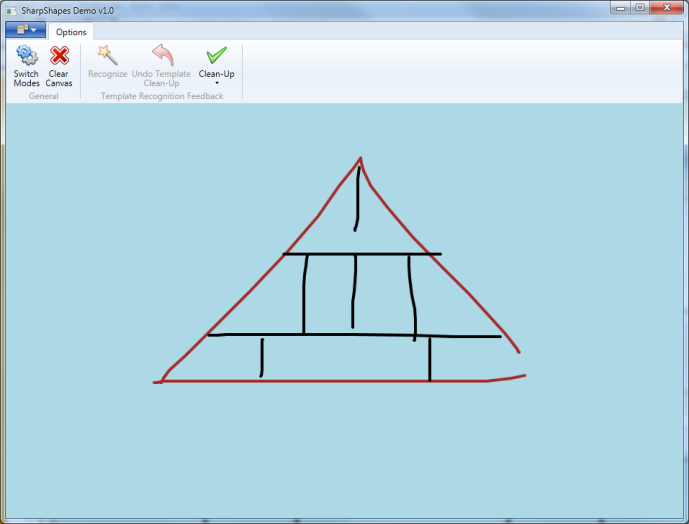 SharpShapes Demo v1.0
Options
Switch Modes
Clear Canvas
Recognize
Undo Template Clean-Up
Clean-Up
General
Template Recognition Feedback